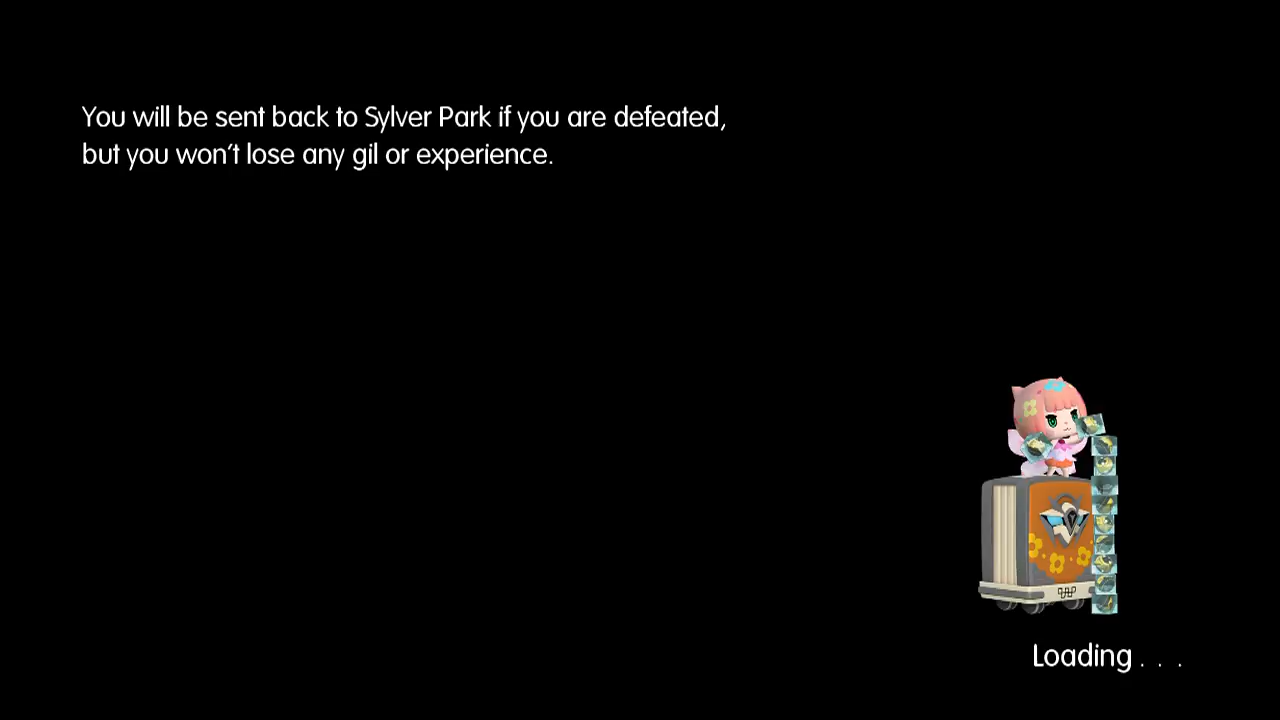 You will be sent back to Sylver Park if you are defeated,
but you won't lose any gil or experience.
Loading . . .